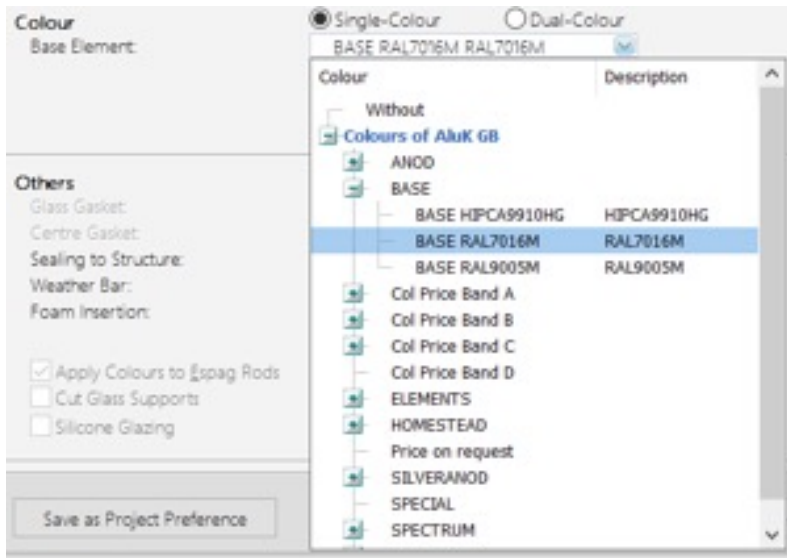 Colour
Single-Colour
Dual-Colour
Base Element:
BASE RAL7016M RAL7016M
Colour
Description
Without
Colours of AluK GB
ANOD
BASE
BASE HIPCA9910HG
HIPCA9910HG
BASE RAL7016M
RAL7016M
BASE RAL9005M
RAL9005M
Col Price Band A
Col Price Band B
Col Price Band C
Col Price Band D
ELEMENTS
HOMESTEAD
Price on request
SILVERANOD
SPECIAL
SPECTRUM
Others
Glass Gasket:
Centre Gasket:
Sealing to Structure:
Weather Bar:
Foam Insertion:
Apply Colours to Espag Rods
Cut Glass Supports
Silicone Glazing
Save as Project Preference